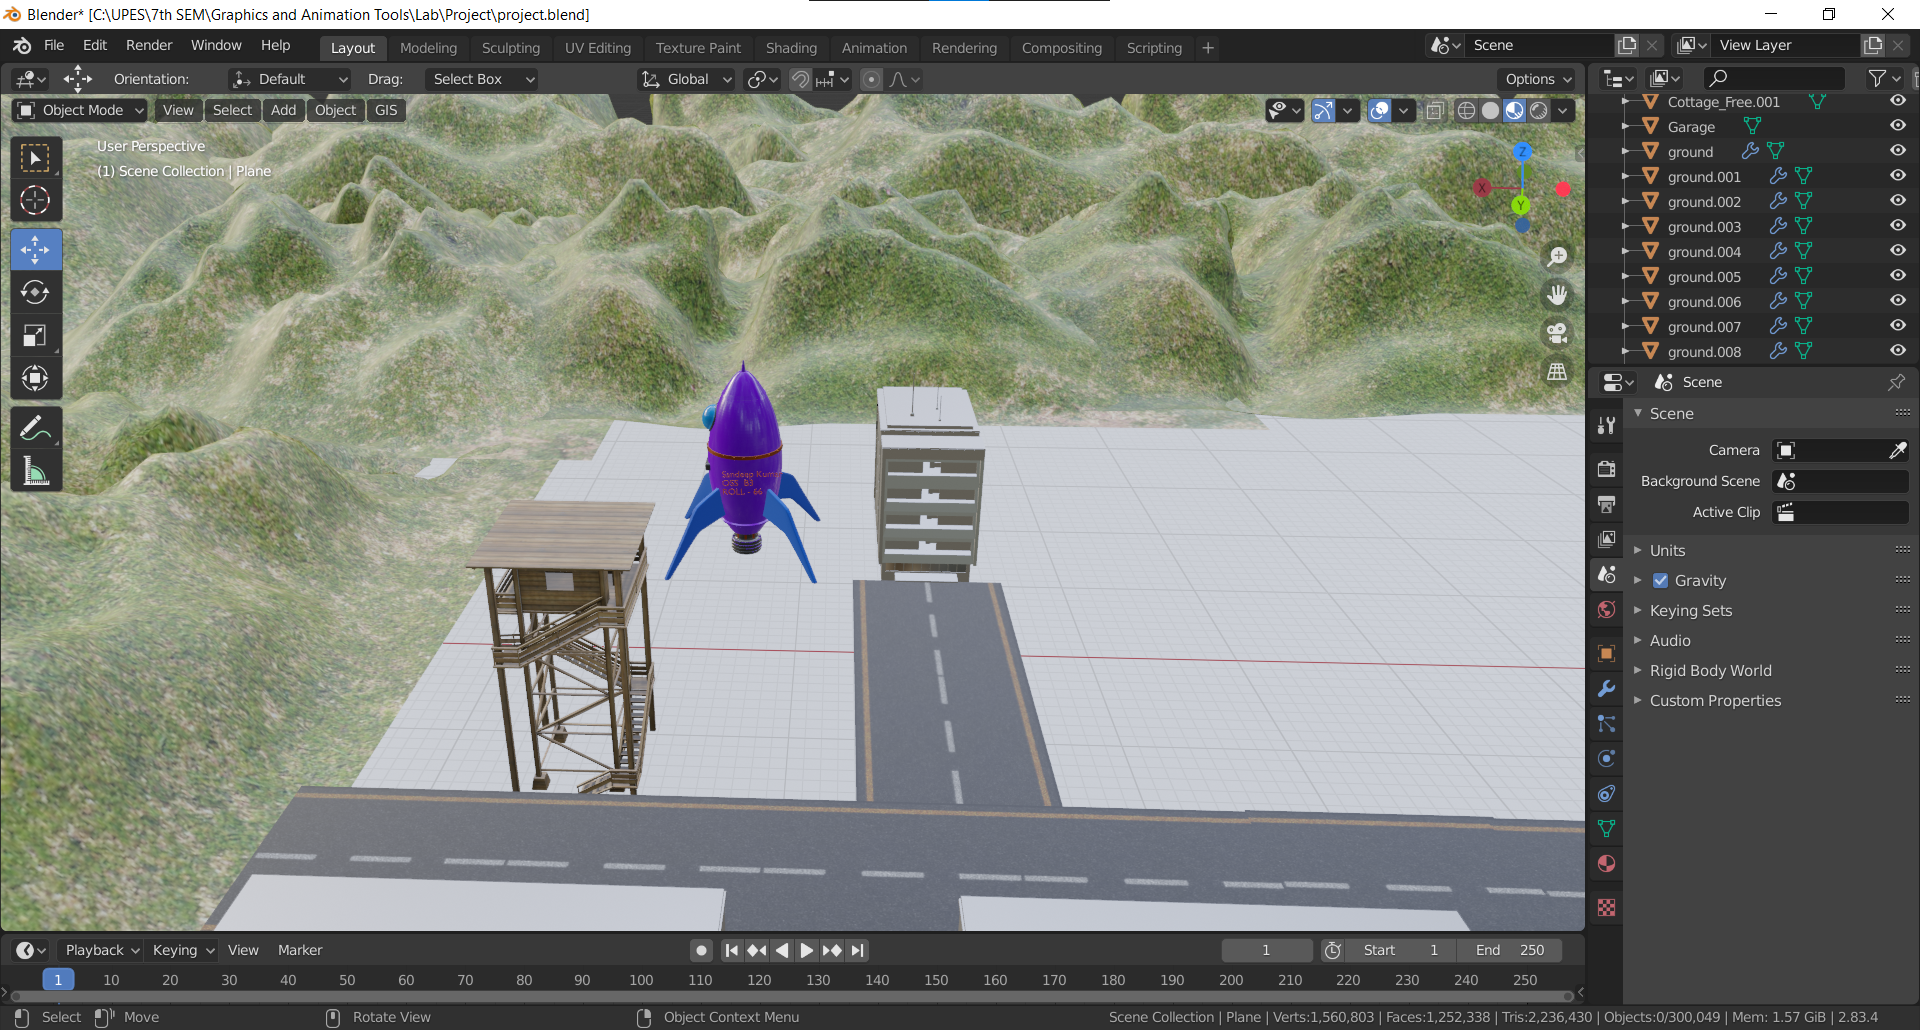 Blender* [C:\UPES\7th SEM\Graphics and Animation Tools\Lab\Project\project.blend]
File Edit Render Window Help Layout Modeling Sculpting UV Editing Texture Paint Shading Animation Rendering Compositing Scripting + Scene View Layer
Orientation: Default Drag: Select Box Global Options
Object Mode View Select Add Object GIS
User Perspective
(1) Scene Collection | Plane
Z
X
Y
Cottage_Free.001
Garage
ground
ground.001
ground.002
ground.003
ground.004
ground.005
ground.006
ground.007
ground.008
Scene
Scene
Camera
Background Scene
Active Clip
Units
Gravity
Keying Sets
Audio
Rigid Body World
Custom Properties
Sandeep Kumar
ROLL - 66
Playback Keying View Marker 1 Start 1 End 250
1 10 20 30 40 50 60 70 80 90 100 110 120 130 140 150 160 170 180 190 200 210 220 230 240 250
Select Move Rotate View Object Context Menu Scene Collection | Plane | Verts:1,560,803 | Faces:1,252,338 | Tris:2,236,430 | Objects:0/300,049 | Mem: 1.57 GiB | 2.83.4